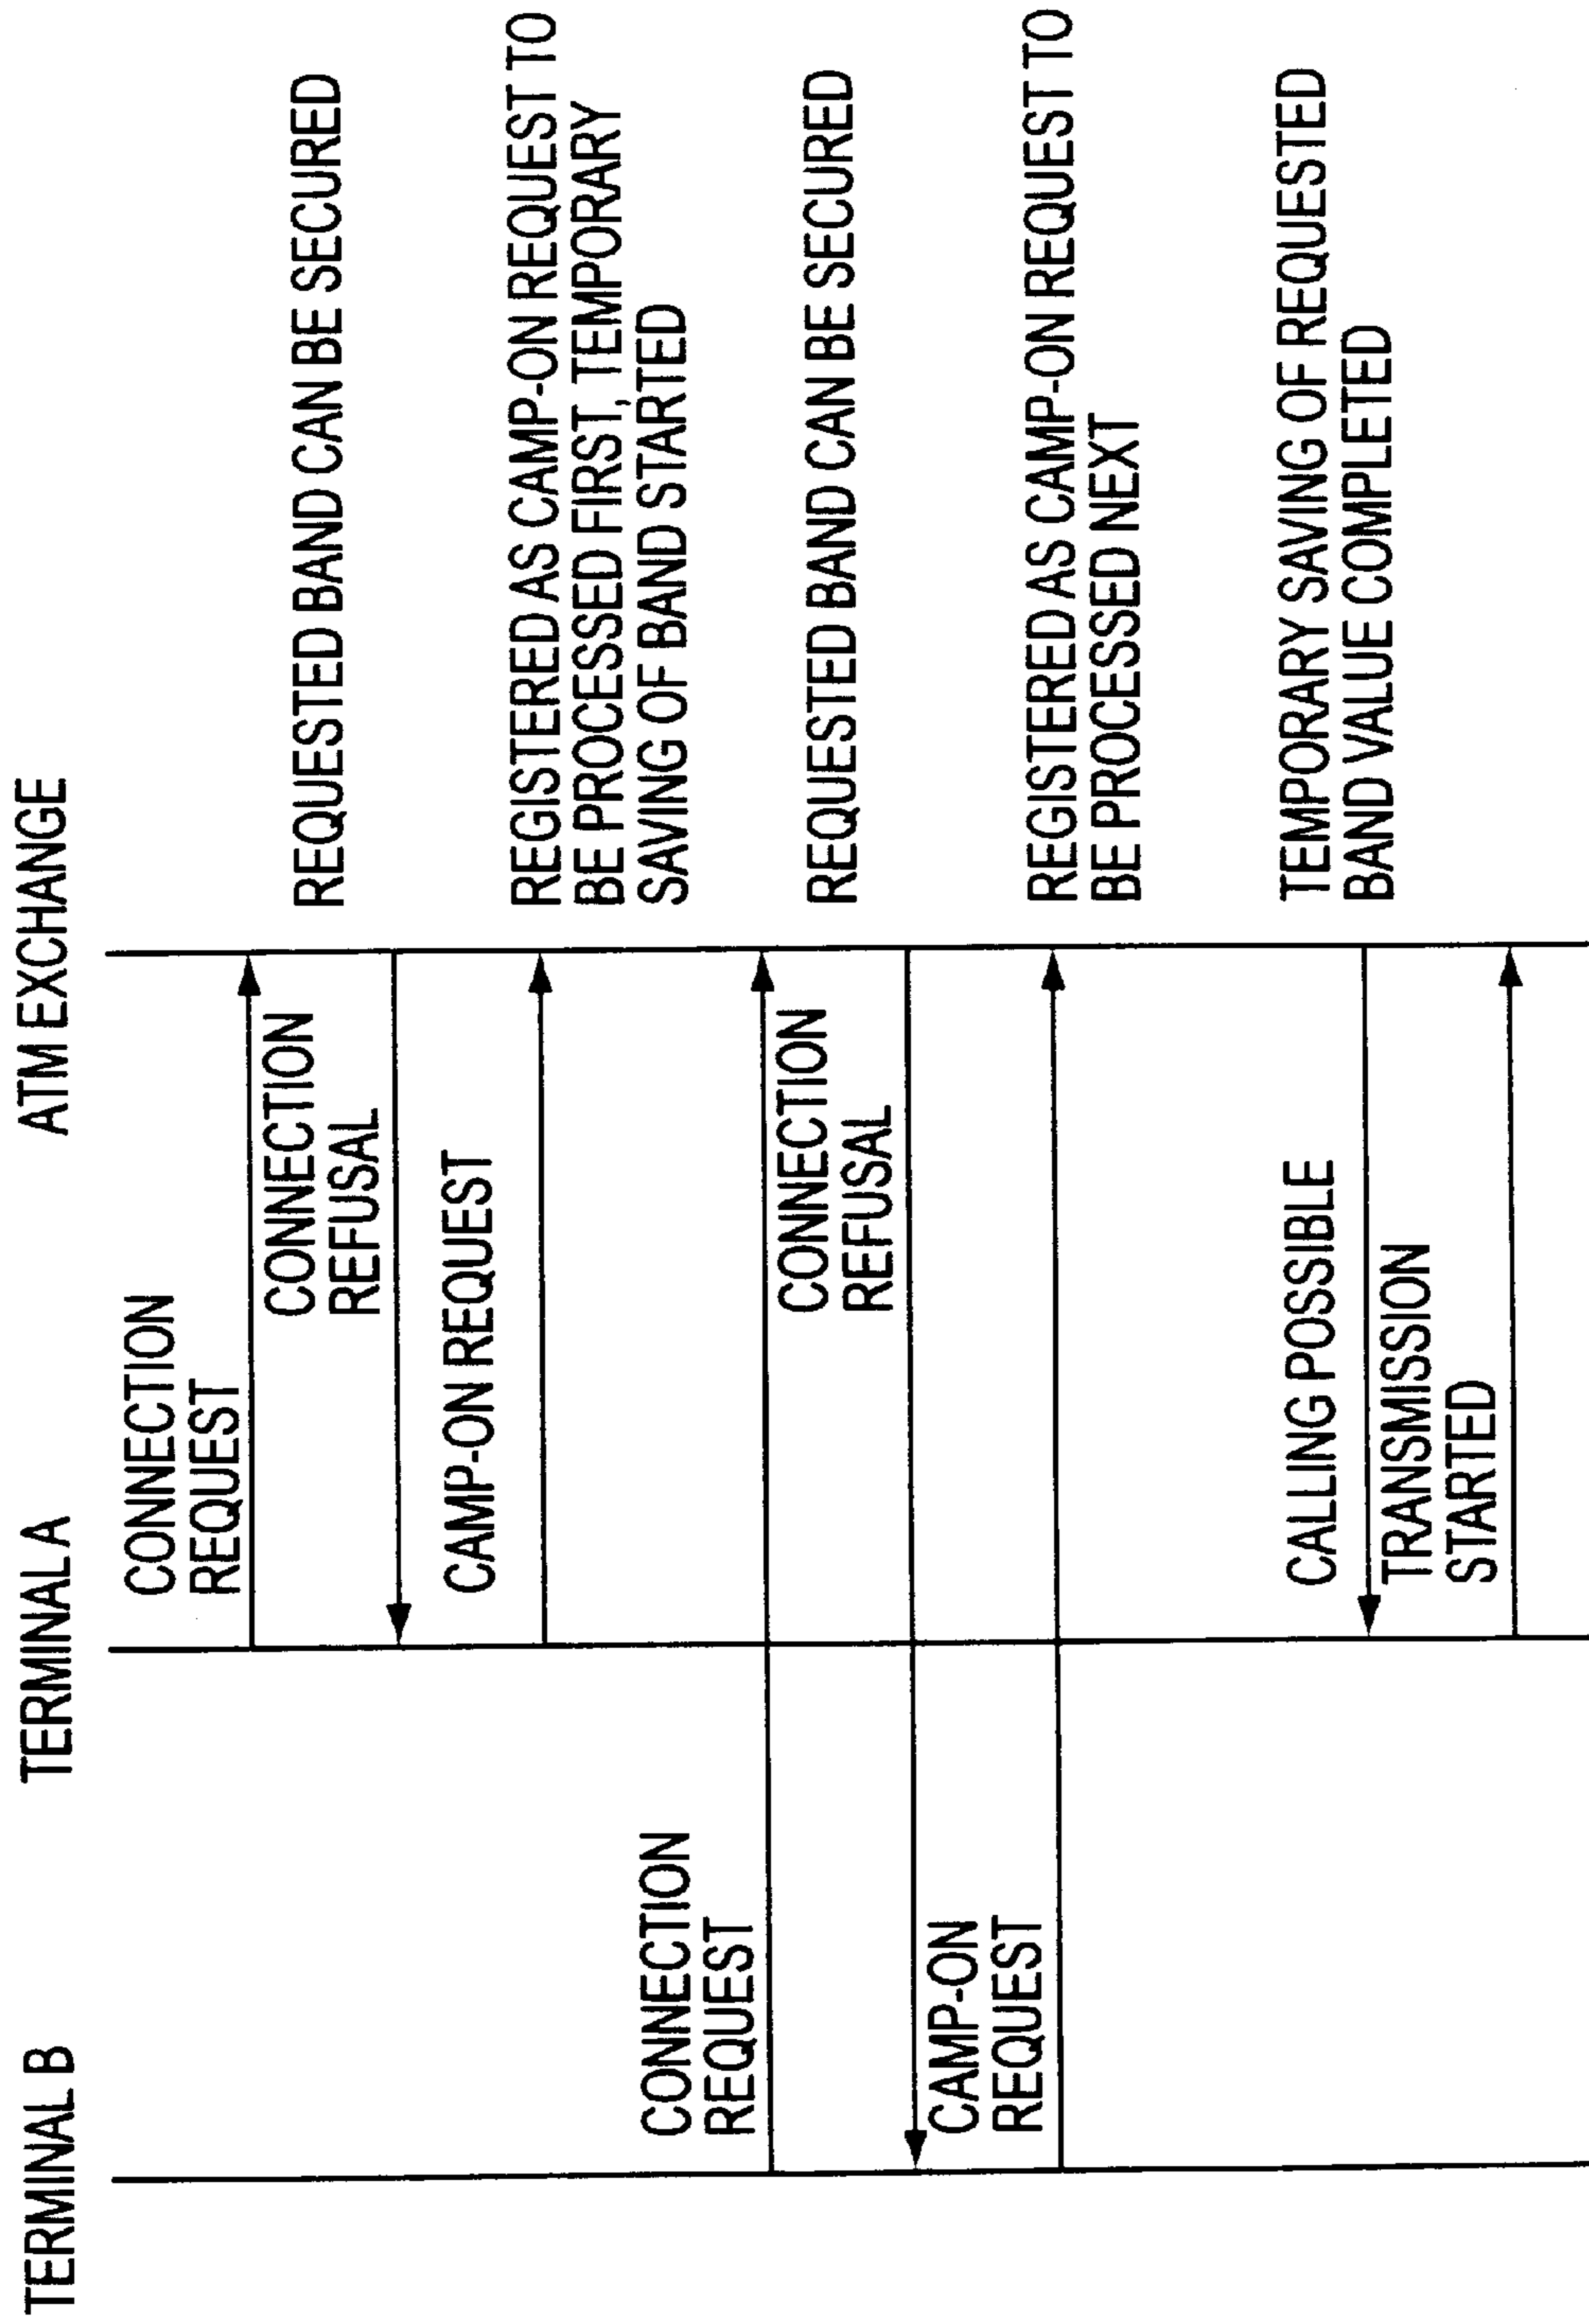 TERMINAL B
TERMINAL A
ATM EXCHANGE
CONNECTION
REQUEST
REQUESTED BAND CAN BE SECURED
CONNECTION
REFUSAL
CAMP-ON REQUEST
REGISTERED AS CAMP-ON REQUEST TO
BE PROCESSED FIRST, TEMPORARY
SAVING OF BAND STARTED
CONNECTION
REQUEST
REQUESTED BAND CAN BE SECURED
CONNECTION
REFUSAL
CAMP-ON
REQUEST
REGISTERED AS CAMP-ON REQUEST TO
BE PROCESSED NEXT
CALLING POSSIBLE
TEMPORARY SAVING OF REQUESTED
BAND VALUE COMPLETED
TRANSMISSION
STARTED